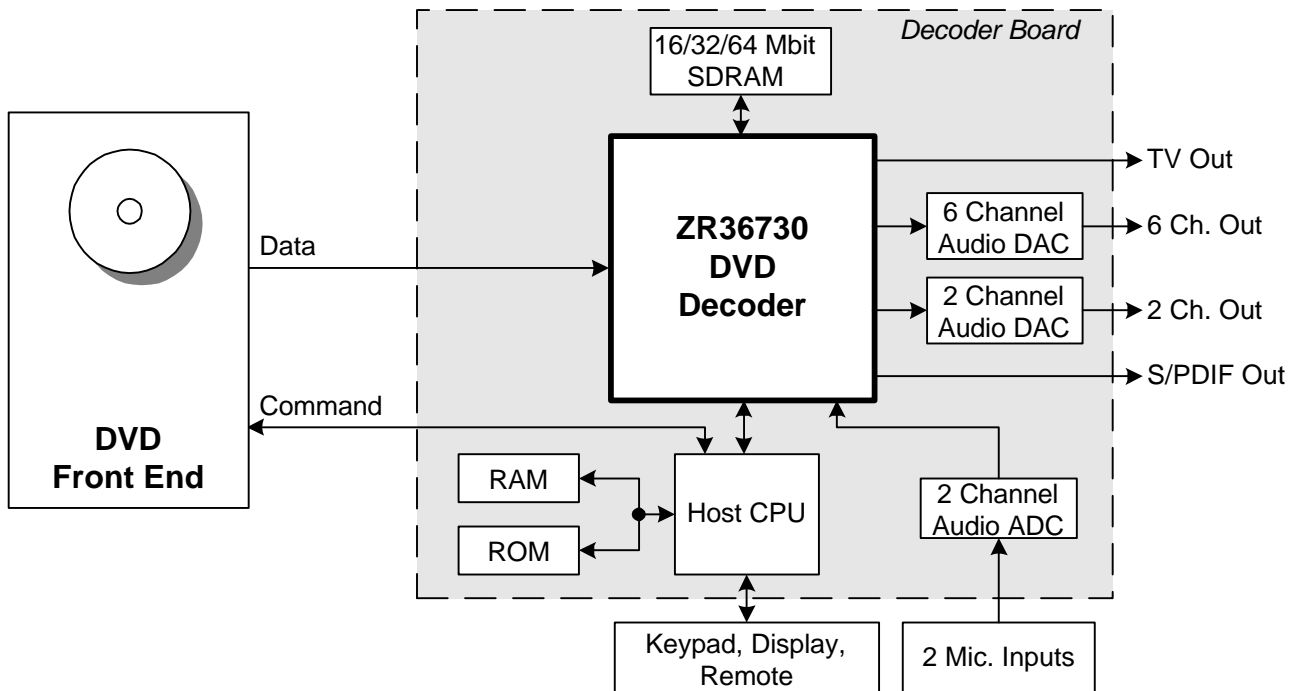 Decoder Board
16/32/64 Mbit
SDRAM
TV Out
6 Channel
Audio DAC
6 Ch. Out
ZR36730
DVD
Decoder
Data
2 Channel
Audio DAC
2 Ch. Out
S/PDIF Out
Command
DVD
Front End
RAM
Host CPU
2 Channel
Audio ADC
ROM
Keypad, Display,
Remote
2 Mic. Inputs